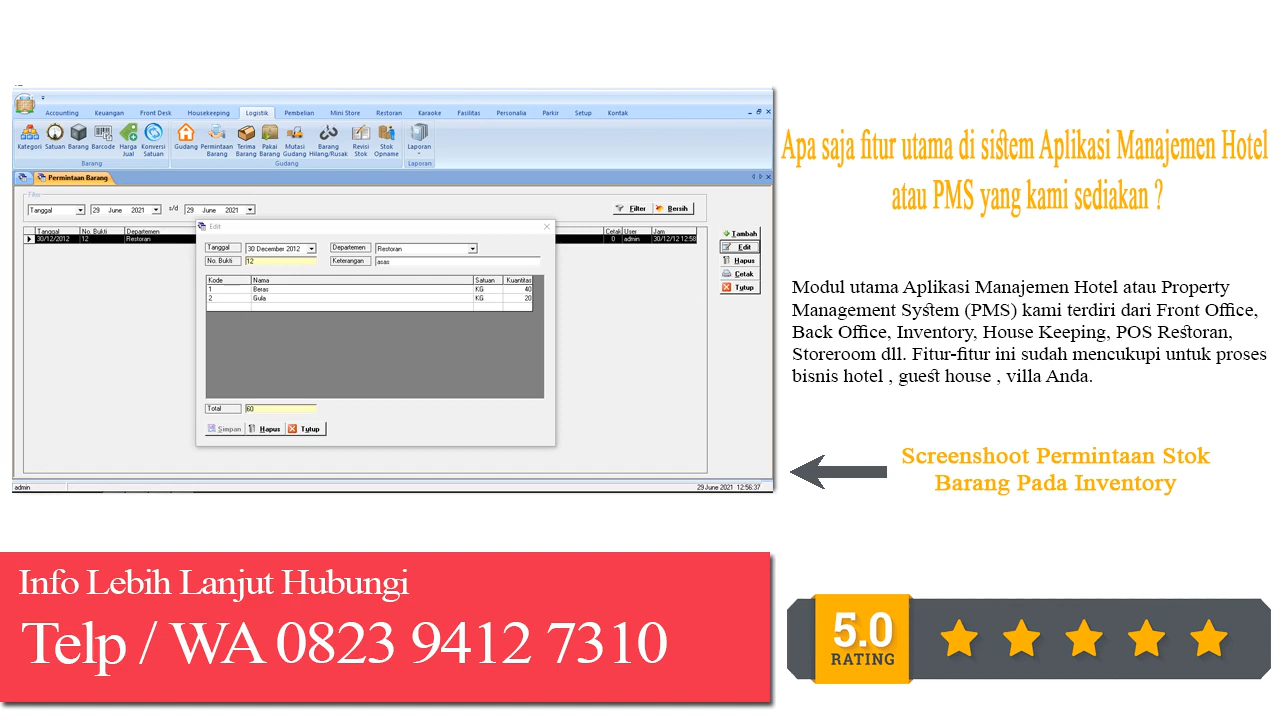 Accounting Keuangan Front Desk Housekeeping Logistik Pembelian Mini Store Restoran Karaoke Fasilitas Personalia Parkir Setup Kontak
Kategori Satuan Barang Barcode Harga Jual Konversi Satuan Gudang Permintaan Barang Terima Barang Pakai Barang Mutasi Gudang Barang Hilang/Rusak Revisi Stok Stok Opname Laporan
Barang Gudang Laporan
Permintaan Barang
Filter
Tanggal 29 June 2021 s/d 29 June 2021 Filter Bersih
Tanggal No. Bukti Departemen Cetak User Jam
30/12/2012 12 Restoran 0 admin 30/12/12 12:58
Tambah
Edit
Hapus
Cetak
Tutup
Edit
Tanggal 30 December 2012 Departemen Restoran
No. Bukti 12 Keterangan asas
Kode Nama Satuan Kuantitas
1 Beras KG 40
2 Gula KG 20
Total 60
Simpan Hapus Tutup
admin 29 June 2021 12:56:37
Apa saja fitur utama di sistem Aplikasi Manajemen Hotel
atau PMS yang kami sediakan ?
Modul utama Aplikasi Manajemen Hotel atau Property
Management System (PMS) kami terdiri dari Front Office,
Back Office, Inventory, House Keeping, POS Restoran,
Storeroom dll. Fitur-fitur ini sudah mencukupi untuk proses
bisnis hotel , guest house , villa Anda.
Screenshoot Permintaan Stok
Barang Pada Inventory
Info Lebih Lanjut Hubungi
Telp / WA 0823 9412 7310
5.0
RATING